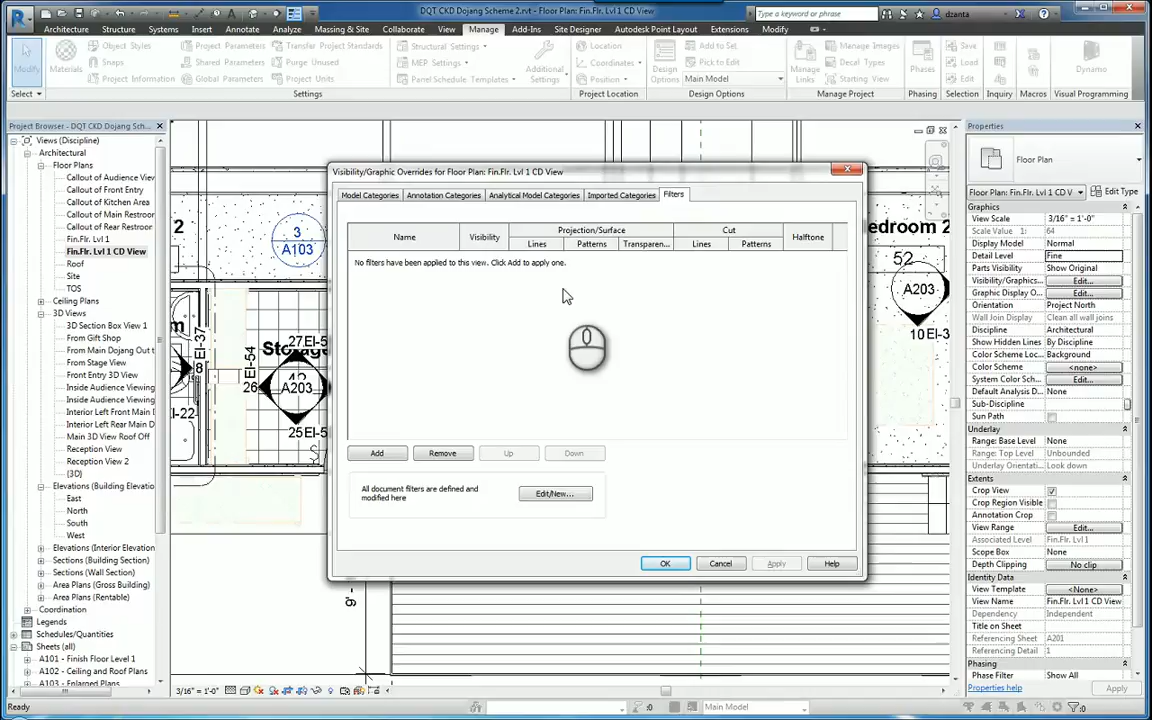 DQT CKD Dojang Scheme 2.rvt - Floor Plan: Fin.Flr. Lvl 1 CD View
Type a keyword or phrase
dzanta
Architecture Structure Systems Insert Annotate Analyze Massing & Site Collaborate View Manage Add-Ins Site Designer Autodesk Point Layout Extensions Modify
Modify
Materials
Object Styles
Snaps
Project Information
Project Parameters
Shared Parameters
Global Parameters
Transfer Project Standards
Purge Unused
Project Units
Structural Settings
MEP Settings
Panel Schedule Templates
Additional Settings
Location
Coordinates
Position
Design Options
Add to Set
Pick to Edit
Main Model
Manage Links
Manage Images
Decal Types
Starting View
Phases
Save
Load
Edit
IDs
Macros
Dynamo
Select Settings Project Location Design Options Manage Project Phasing Selection Inquiry Macros Visual Programming
Project Browser - DQT CKD Dojang Sch...
Views (Discipline)
Architectural
Floor Plans
Callout of Audience View
Callout of Front Entry
Callout of Kitchen Area
Callout of Main Restroom
Callout of Rear Restroom
Fin.Flr. Lvl 1
Fin.Flr. Lvl 1 CD View
Roof
Site
TOS
Ceiling Plans
3D Views
3D Section Box View 1
From Gift Shop
From Main Dojang Out t
From Stage View
Front Entry 3D View
Inside Audience Viewing
Inside Audience Viewing
Interior Left Front Main D
Interior Left Rear Main D
Main 3D View Roof Off
Reception View
Reception View 2
{3D}
Elevations (Building Elevation
East
North
South
West
Elevations (Interior Elevation
Sections (Building Section)
Sections (Wall Section)
Area Plans (Gross Building)
Area Plans (Rentable)
Coordination
Legends
Schedules/Quantities
Sheets (all)
A101 - Finish Floor Level 1
A102 - Ceiling and Roof Plans
A103 - Enlarged Plans
3
A103
EI-37
8
EI-22
EI-54
26
27EI-5
A203
25EI-5
9' -
Visibility/Graphic Overrides for Floor Plan: Fin.Flr. Lvl 1 CD View
Model Categories Annotation Categories Analytical Model Categories Imported Categories Filters
Name Visibility Projection/Surface Cut Halftone
Lines Patterns Transparen... Lines Patterns
No filters have been applied to this view. Click Add to apply one.
Add Remove Up Down
All document filters are defined and
modified here
Edit/New...
OK Cancel Apply Help
edroom 2
52
A203
10EI-
Properties
Floor Plan
Floor Plan: Fin.Flr. Lvl 1 CD V Edit Type
Graphics
View Scale 3/16" = 1'-0"
Scale Value 1: 64
Display Model Normal
Detail Level Fine
Parts Visibility Show Original
Visibility/Graphics... Edit...
Graphic Display O... Edit...
Orientation Project North
Wall Join Display Clean all wall joins
Discipline Architectural
Show Hidden Lines By Discipline
Color Scheme Loc... Background
Color Scheme <none>
System Color Sch... Edit...
Default Analysis D... None
Sub-Discipline
Sun Path
Underlay
Range: Base Level None
Range: Top Level Unbounded
Underlay Orientati... Look down
Extents
Crop View
Crop Region Visible
Annotation Crop
View Range Edit...
Associated Level Fin.Flr. Lvl 1
Scope Box None
Depth Clipping No clip
Identity Data
View Template <None>
View Name Fin.Flr. Lvl 1 CD View
Dependency Independent
Title on Sheet
Referencing Sheet A201
Referencing Detail 1
Phasing
Phase Filter Show All
Properties help Apply
3/16" = 1'-0"
Ready :0 Main Model :0